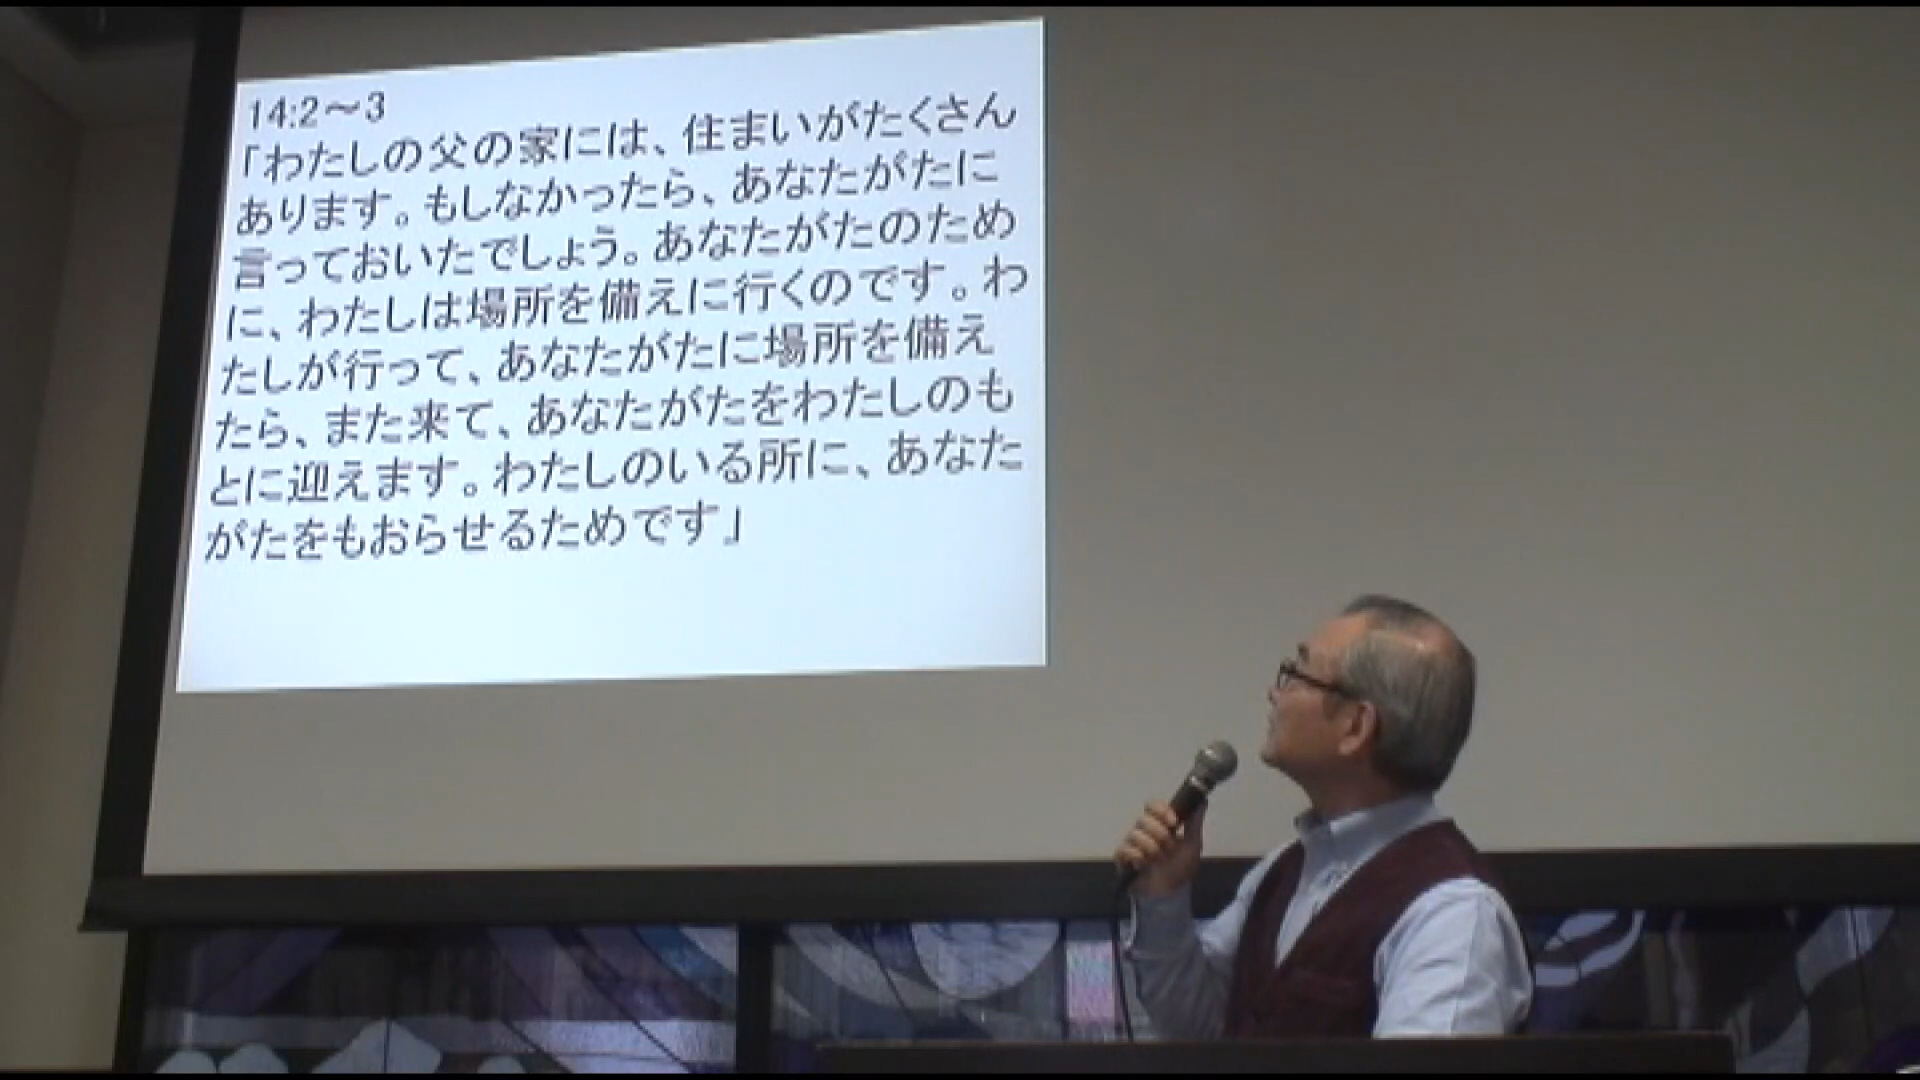 14:2～3
「わたしの父の家には、住まいがたくさん
あります。もしなかったら、あなたがたに
言っておいたでしょう。あなたがたのため
に、わたしは場所を備えに行くのです。わ
たしが行って、あなたがたに場所を備え
たら、また来て、あなたがたをわたしのも
とに迎えます。わたしのいる所に、あなた
がたをもおらせるためです」